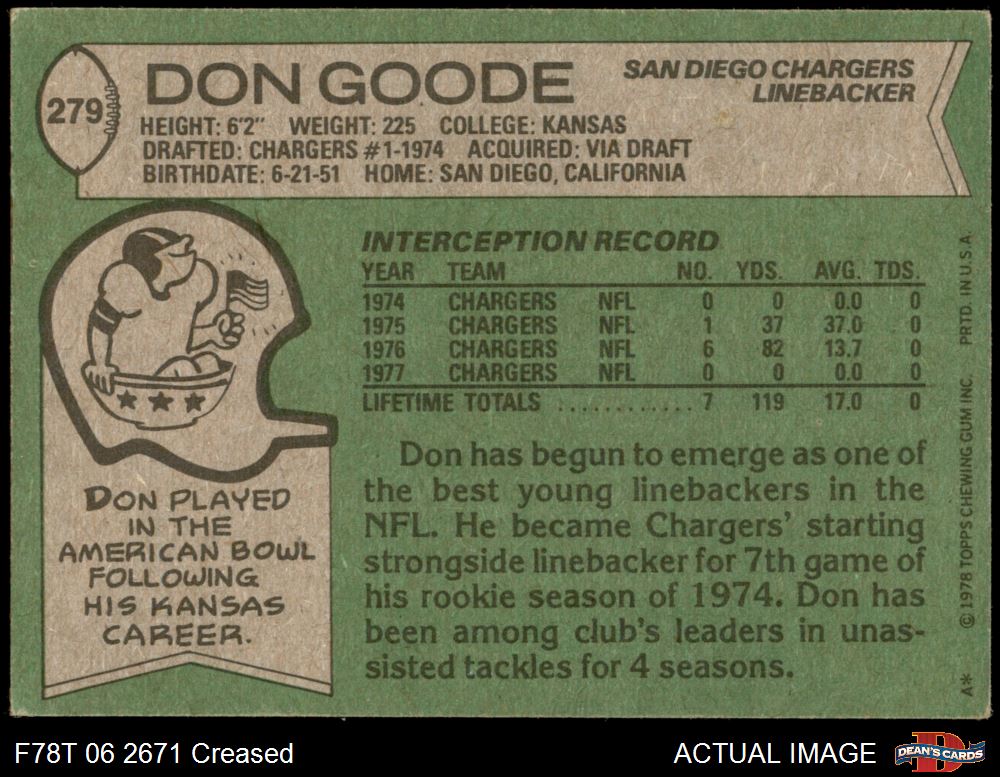 279
DON GOODE
SAN DIEGO CHARGERS
LINEBACKER
HEIGHT: 6'2" WEIGHT: 225 COLLEGE: KANSAS
DRAFTED: CHARGERS #1-1974 ACQUIRED: VIA DRAFT
BIRTHDATE: 6-21-51 HOME: SAN DIEGO, CALIFORNIA
INTERCEPTION RECORD
YEAR TEAM NO. YDS. AVG. TDS.
1974 CHARGERS NFL 0 0 0.0 0
1975 CHARGERS NFL 1 37 37.0 0
1976 CHARGERS NFL 6 82 13.7 0
1977 CHARGERS NFL 0 0 0.0 0
LIFETIME TOTALS ............ 7 119 17.0 0
DON PLAYED
IN THE
AMERICAN BOWL
FOLLOWING
HIS KANSAS
CAREER.
Don has begun to emerge as one of
the best young linebackers in the
NFL. He became Chargers' starting
strongside linebacker for 7th game of
his rookie season of 1974. Don has
been among club's leaders in unas-
sisted tackles for 4 seasons.
A* © 1978 TOPPS CHEWING GUM INC. PRTD. IN U.S.A.
F78T 06 2671 Creased
ACTUAL IMAGE
D
DEAN'S CARDS